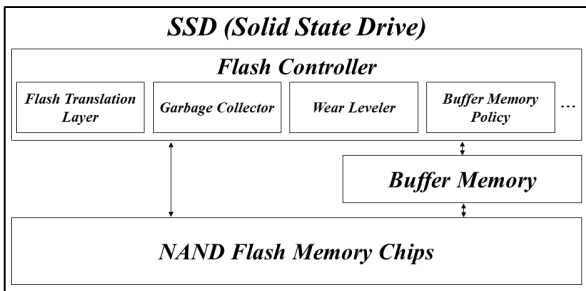 SSD (Solid State Drive)
Flash Controller
Flash Translation
Layer
Garbage Collector
Wear Leveler
Buffer Memory
Policy
...
Buffer Memory
NAND Flash Memory Chips